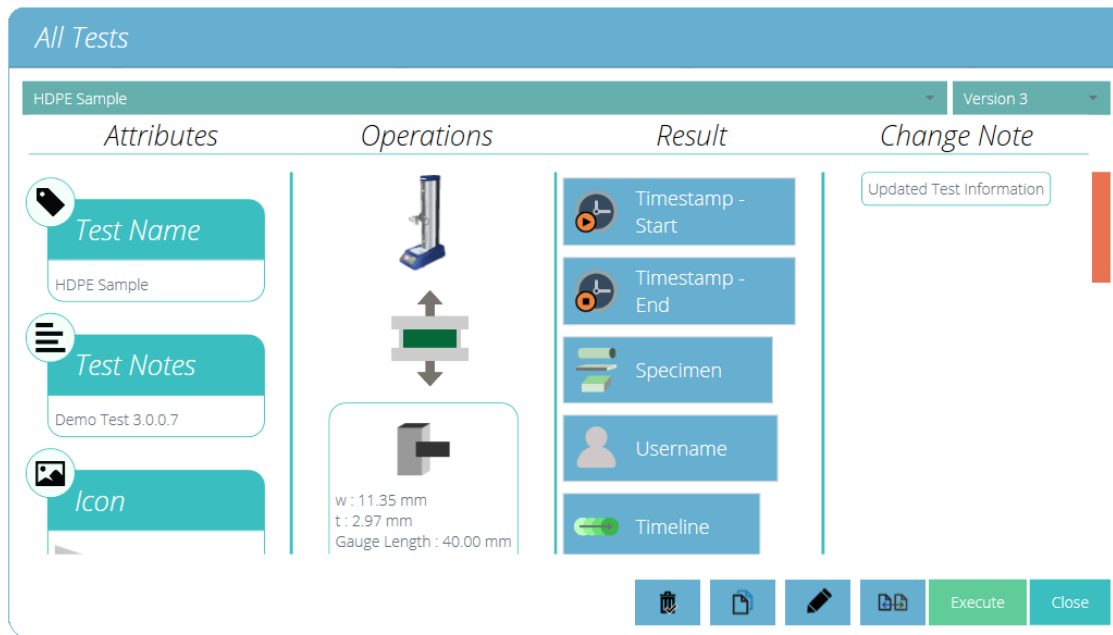 All Tests
HDPE Sample
Version 3
Attributes
Operations
Result
Change Note
Test Name
HDPE Sample
Test Notes
Demo Test 3.0.0.7
Icon
w : 11.35 mm
t : 2.97 mm
Gauge Length : 40.00 mm
Timestamp -
Start
Timestamp -
End
Specimen
Username
Timeline
Updated Test Information
Execute
Close